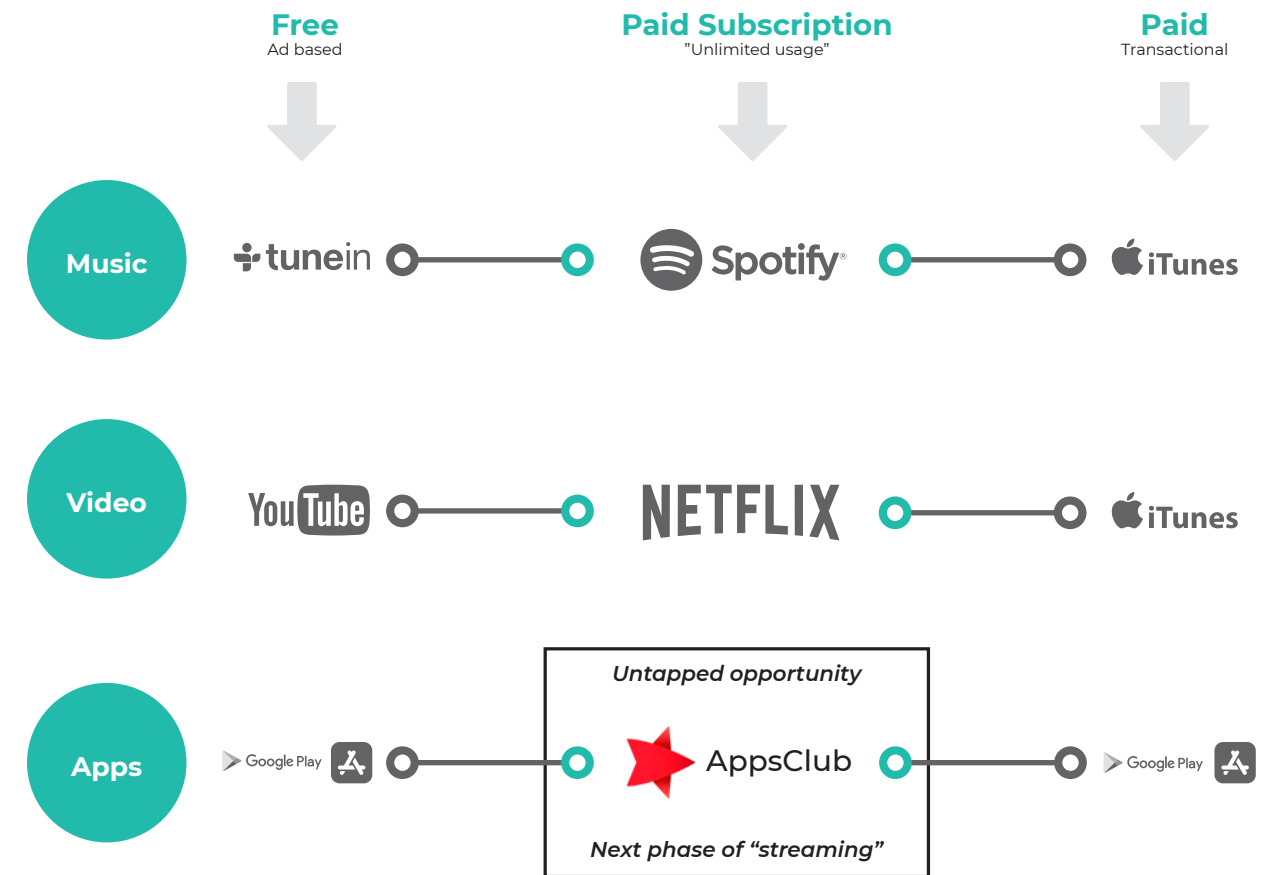 Free
Ad based
Paid Subscription
”Unlimited usage”
Paid
Transactional
Music
tunein
Spotify®
iTunes
Video
YouTube
NETFLIX
iTunes
Untapped opportunity
Apps
Google Play
AppsClub
Google Play
Next phase of “streaming”